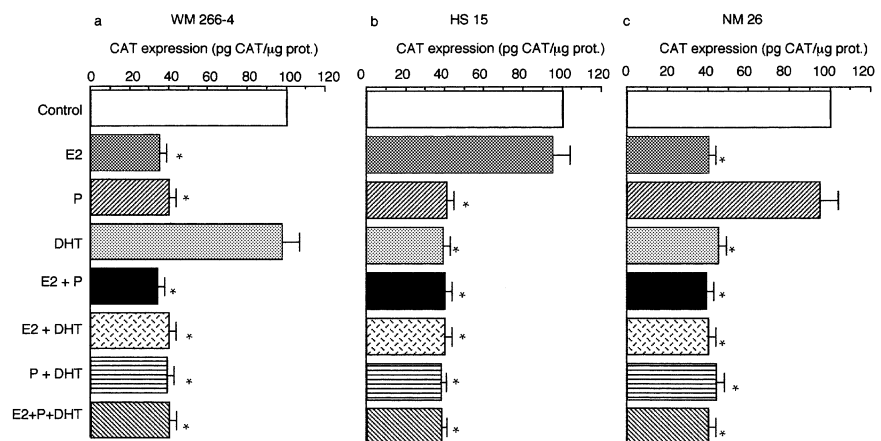 a WM 266-4 b HS 15 c NM 26
CAT expression (pg CAT/µg prot.) CAT expression (pg CAT/µg prot.) CAT expression (pg CAT/µg prot.)
0 20 40 60 80 100 120 0 20 40 60 80 100 120 0 20 40 60 80 100 120
Control
E2 * *
P * *
DHT * *
E2 + P * * *
E2 + DHT * * *
P + DHT * * *
E2+P+DHT * * *